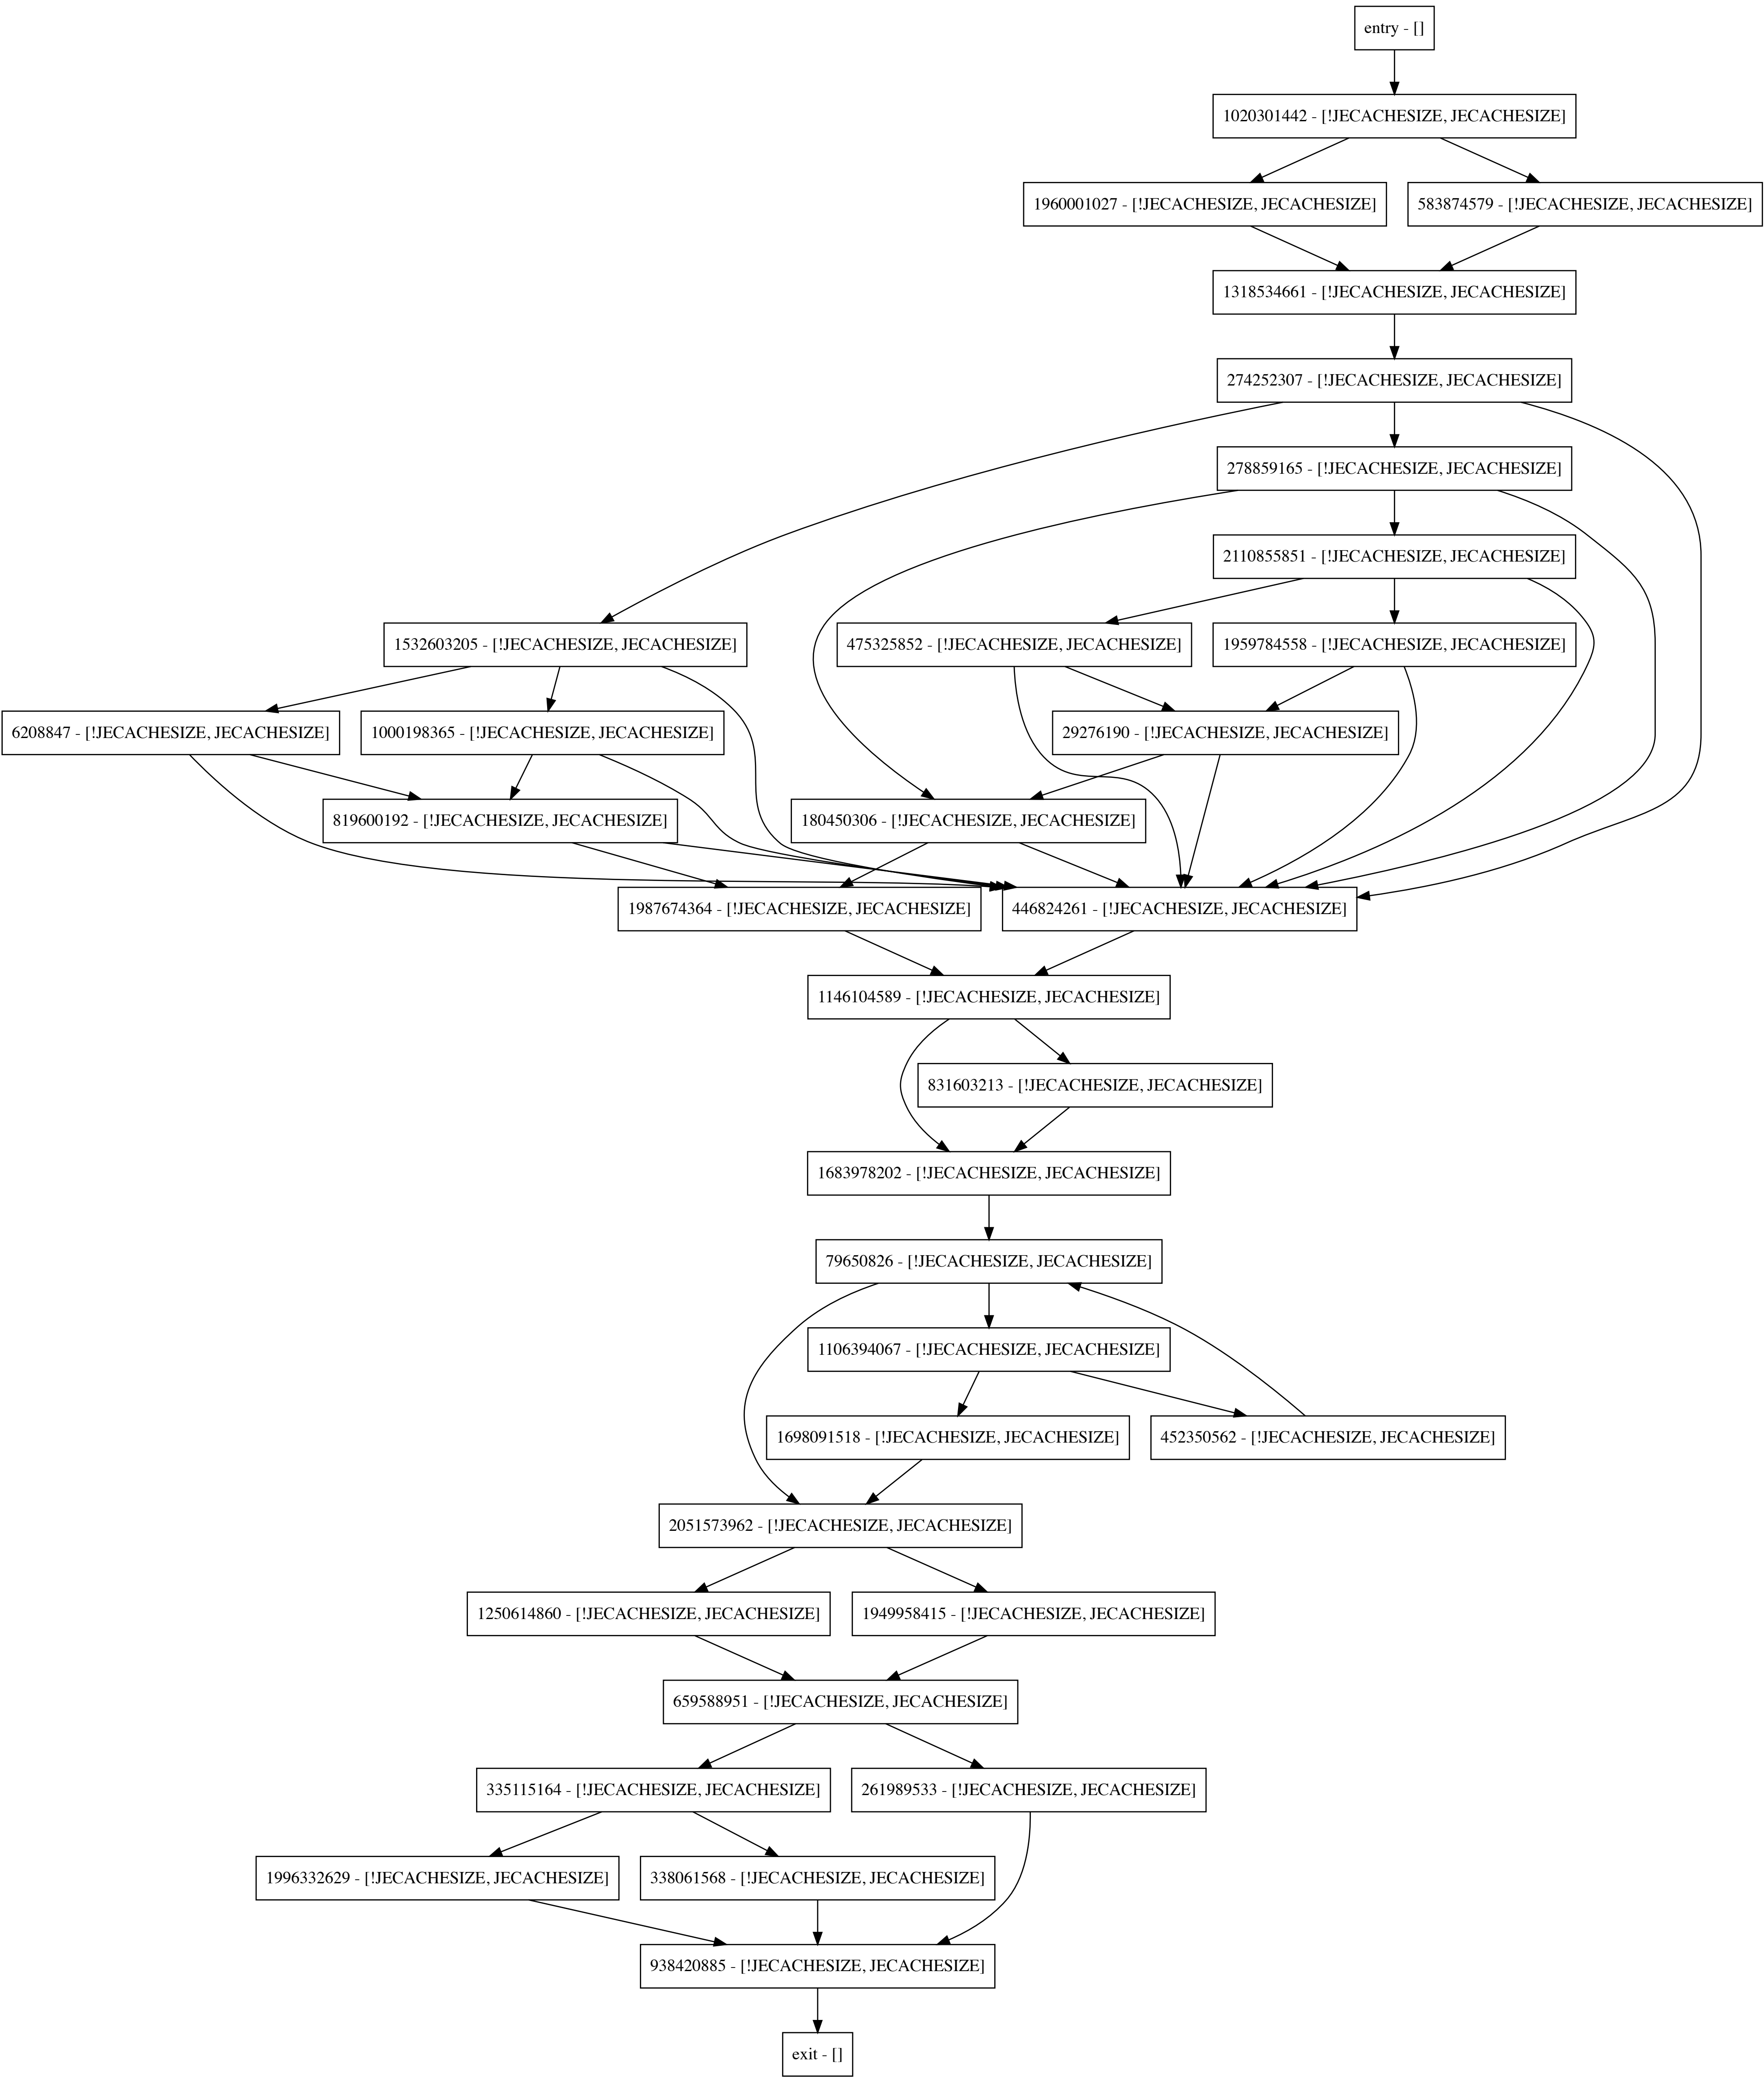 entry - []
1020301442 - [!JECACHESIZE, JECACHESIZE]
1960001027 - [!JECACHESIZE, JECACHESIZE]
583874579 - [!JECACHESIZE, JECACHESIZE]
1318534661 - [!JECACHESIZE, JECACHESIZE]
274252307 - [!JECACHESIZE, JECACHESIZE]
278859165 - [!JECACHESIZE, JECACHESIZE]
2110855851 - [!JECACHESIZE, JECACHESIZE]
1532603205 - [!JECACHESIZE, JECACHESIZE]
475325852 - [!JECACHESIZE, JECACHESIZE]
1959784558 - [!JECACHESIZE, JECACHESIZE]
6208847 - [!JECACHESIZE, JECACHESIZE]
1000198365 - [!JECACHESIZE, JECACHESIZE]
29276190 - [!JECACHESIZE, JECACHESIZE]
819600192 - [!JECACHESIZE, JECACHESIZE]
180450306 - [!JECACHESIZE, JECACHESIZE]
1987674364 - [!JECACHESIZE, JECACHESIZE]
446824261 - [!JECACHESIZE, JECACHESIZE]
1146104589 - [!JECACHESIZE, JECACHESIZE]
831603213 - [!JECACHESIZE, JECACHESIZE]
1683978202 - [!JECACHESIZE, JECACHESIZE]
79650826 - [!JECACHESIZE, JECACHESIZE]
1106394067 - [!JECACHESIZE, JECACHESIZE]
1698091518 - [!JECACHESIZE, JECACHESIZE]
452350562 - [!JECACHESIZE, JECACHESIZE]
2051573962 - [!JECACHESIZE, JECACHESIZE]
1250614860 - [!JECACHESIZE, JECACHESIZE]
1949958415 - [!JECACHESIZE, JECACHESIZE]
659588951 - [!JECACHESIZE, JECACHESIZE]
335115164 - [!JECACHESIZE, JECACHESIZE]
261989533 - [!JECACHESIZE, JECACHESIZE]
1996332629 - [!JECACHESIZE, JECACHESIZE]
338061568 - [!JECACHESIZE, JECACHESIZE]
938420885 - [!JECACHESIZE, JECACHESIZE]
exit - []